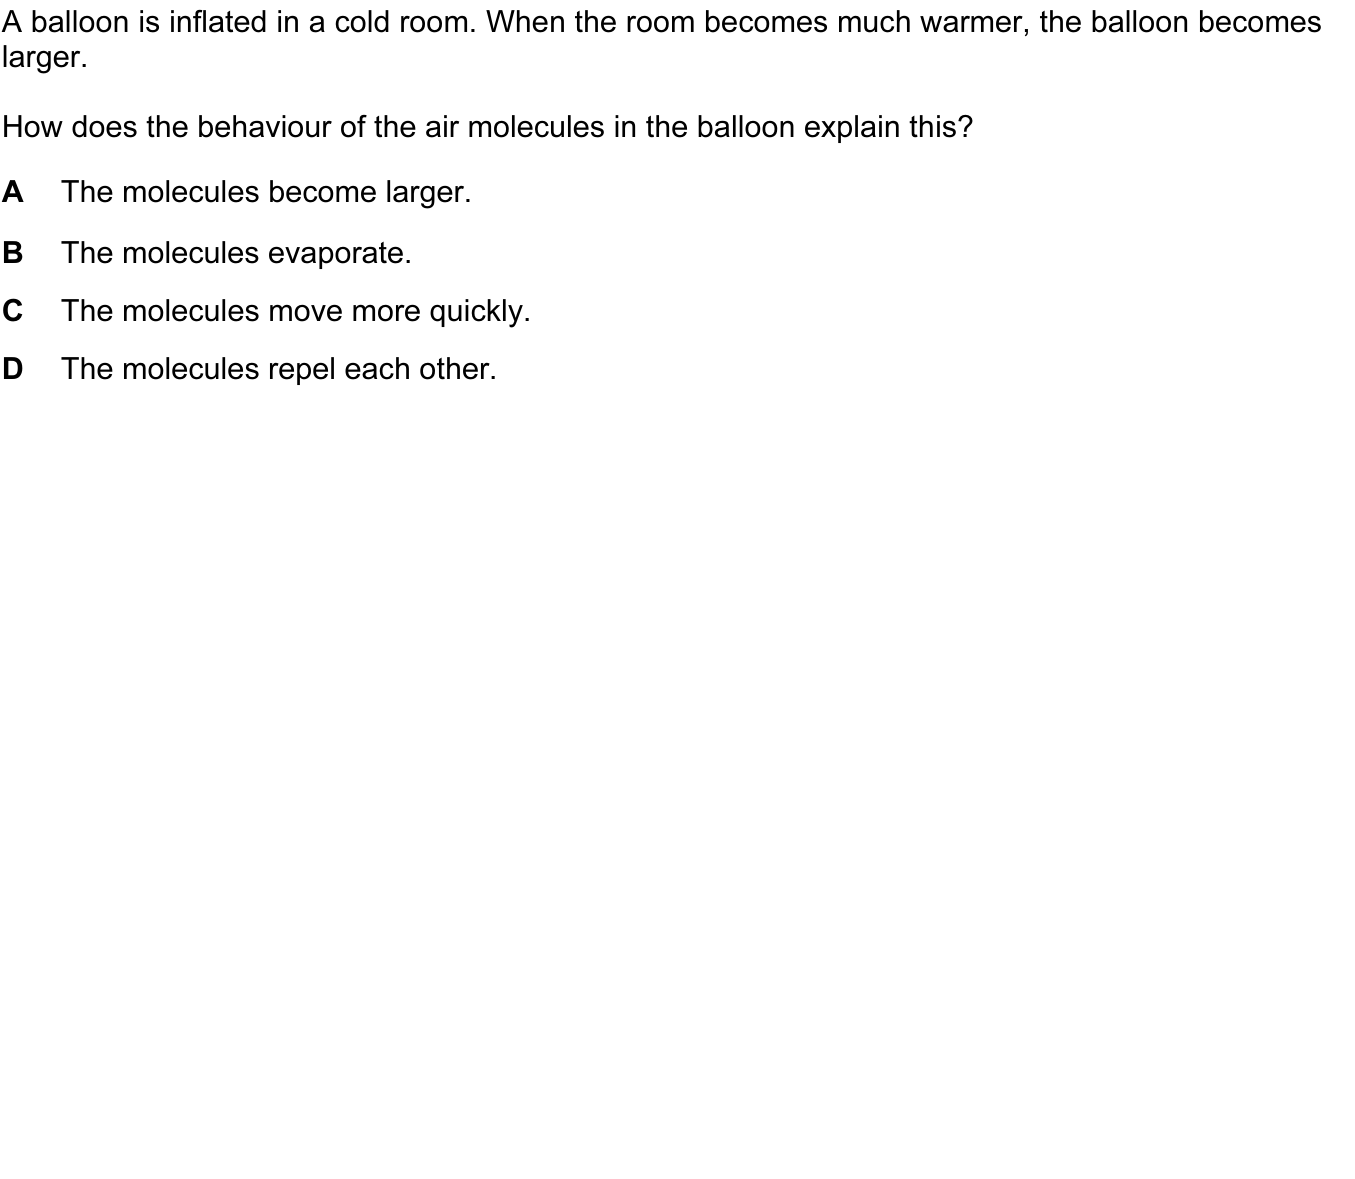 A balloon is inflated in a cold room. When the room becomes much warmer, the balloon becomes
larger.
How does the behaviour of the air molecules in the balloon explain this?
A The molecules become larger.
B The molecules evaporate.
C The molecules move more quickly.
D The molecules repel each other.